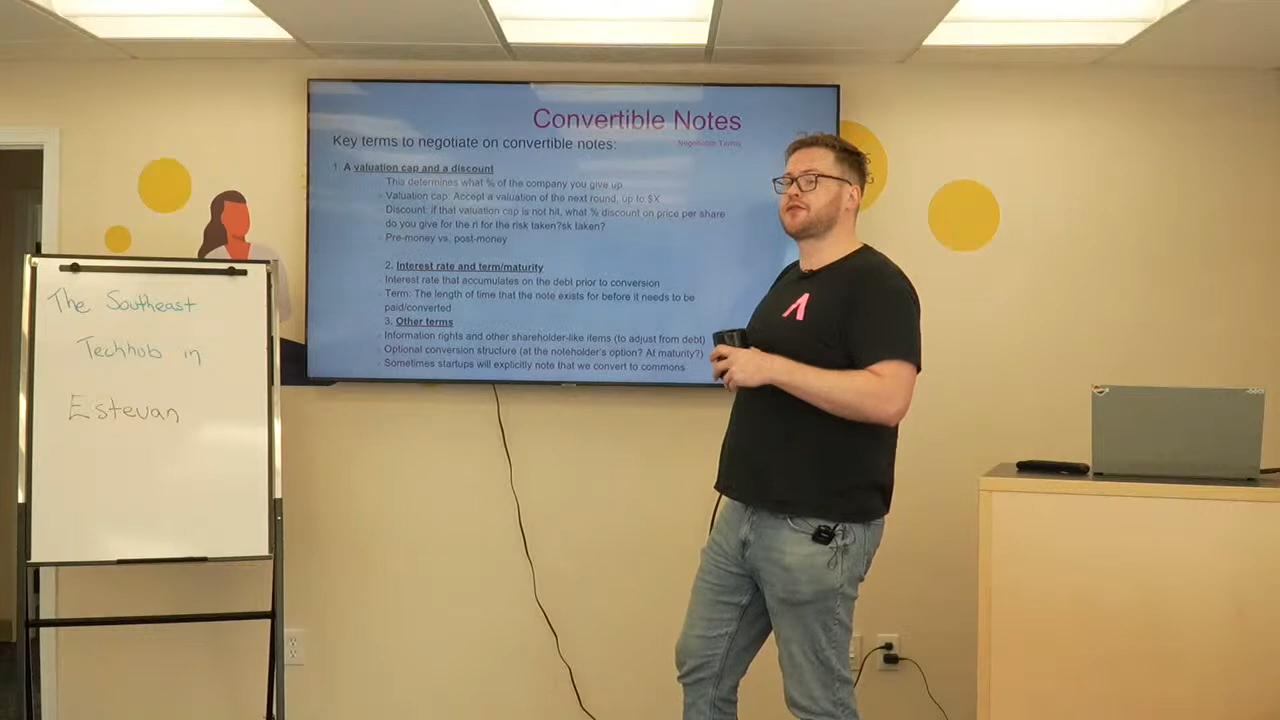 The Southeast
Techhub in
Estevan
Convertible Notes
Negotiable Terms
Key terms to negotiate on convertible notes:
1. A valuation cap and a discount
This determines what % of the company you give up
Valuation cap: Accept a valuation of the next round, up to $X
Discount: if that valuation cap is not hit, what % discount on price per share
do you give for the ri for the risk taken?sk taken?
Pre-money vs. post-money
2. Interest rate and term/maturity
Interest rate that accumulates on the debt prior to conversion
Term: The length of time that the note exists for before it needs to be
paid/converted
3. Other terms
Information rights and other shareholder-like items (to adjust from debt)
Optional conversion structure (at the noteholder's option? At maturity?)
Sometimes startups will explicitly note that we convert to commons